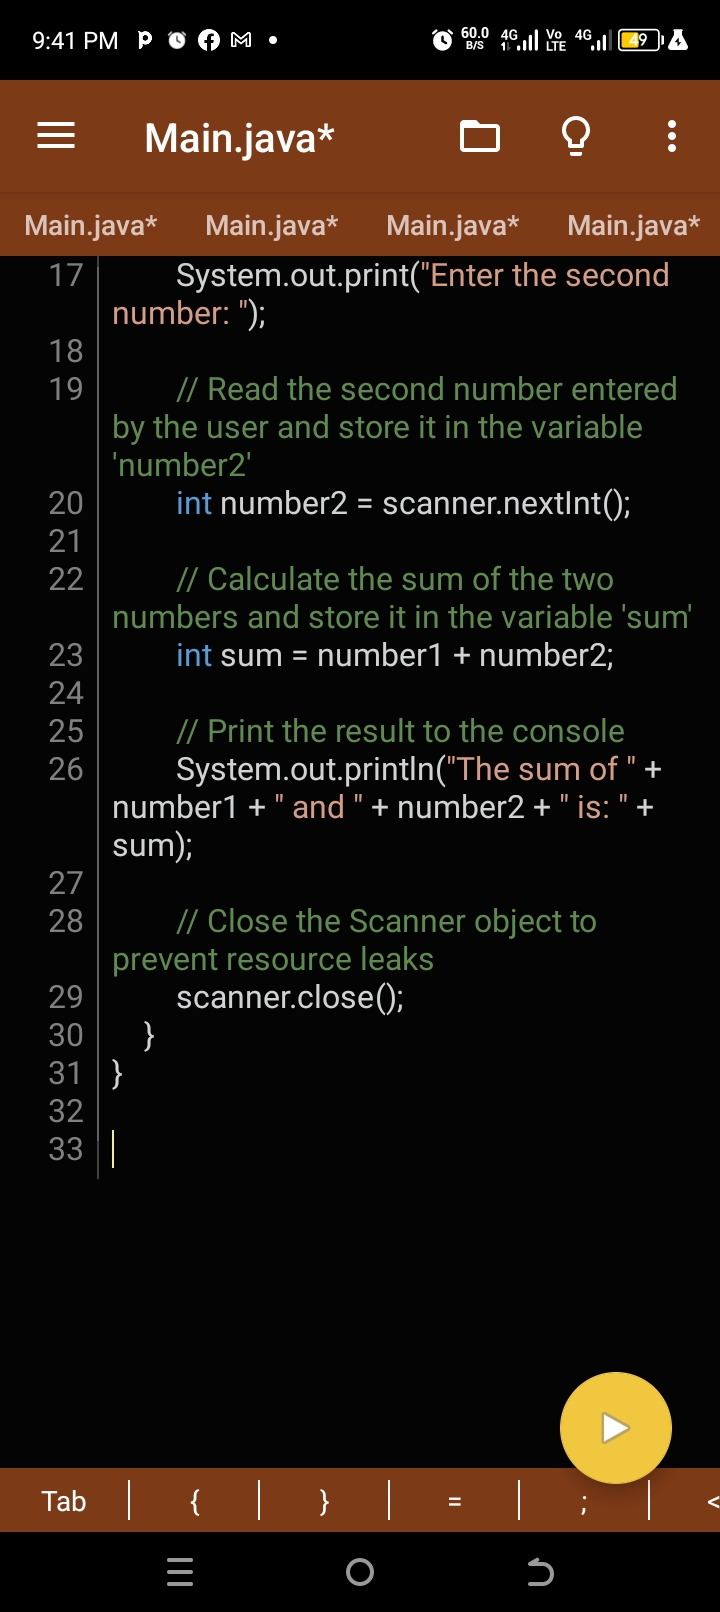 9:41 PM
60.0
B/S
4G
Vo
LTE
4G
49
Main.java*
Main.java* Main.java* Main.java* Main.java*
17 System.out.print("Enter the second
number: ");
18
19 // Read the second number entered
by the user and store it in the variable
'number2'
20 int number2 = scanner.nextInt();
21
22 // Calculate the sum of the two
numbers and store it in the variable 'sum'
23 int sum = number1 + number2;
24
25 // Print the result to the console
26 System.out.println("The sum of " +
number1 + " and " + number2 + " is: " +
sum);
27
28 // Close the Scanner object to
prevent resource leaks
29 scanner.close();
30 }
31 }
32
33
Tab { } = ; <